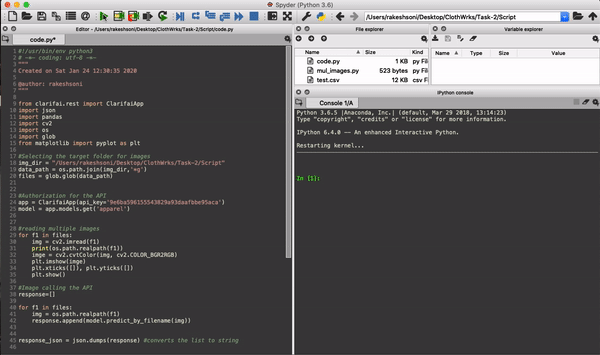 Spyder (Python 3.6)
/Users/rakeshsoni/Desktop/ClothWrks/Task-2/Script
Editor - /Users/rakeshsoni/Desktop/ClothWrks/Task-2/Script/code.py
code.py*
1 #!/usr/bin/env python3
2 # -*- coding: utf-8 -*-
3 """
4 Created on Sat Jan 24 12:30:35 2020
5
6 @author: rakeshsoni
7 """
8
9 from clarifai.rest import ClarifaiApp
10 import json
11 import pandas
12 import cv2
13 import os
14 import glob
15 from matplotlib import pyplot as plt
16
17 #Selecting the target folder for images
18 img_dir = "/Users/rakeshsoni/Desktop/ClothWrks/Task-2/Script"
19 data_path = os.path.join(img_dir,'*g')
20 files = glob.glob(data_path)
21
22
23 #Authorization for the API
24 app = ClarifaiApp(api_key='9e6ba586155543029a93daafbbe95aca')
25 model = app.models.get('apparel')
26
27
28 #reading multiple images
29 for f1 in files:
30 img = cv2.imread(f1)
31 print(os.path.realpath(f1))
32 imge = cv2.cvtColor(img, cv2.COLOR_BGR2RGB)
33 plt.imshow(imge)
34 plt.xticks([]), plt.yticks([])
35 plt.show()
36
37 #Image calling the API
38 response=[]
39
40 for f1 in files:
41 img = os.path.realpath(f1)
42 response.append(model.predict_by_filename(img))
43
44
45 response_json = json.dumps(response) #converts the list to string
46
File explorer
Name Size Kind
code.py 1 KB py Fil
mul_images.py 523 bytes py Fil
test.csv 12 KB csv F
Variable explorer
Name Type Size Value
IPython console
Console 1/A
Python 3.6.5 |Anaconda, Inc.| (default, Mar 29 2018, 13:14:23)
Type "copyright", "credits" or "license" for more information.
IPython 6.4.0 -- An enhanced Interactive Python.
Restarting kernel...
In [1]: